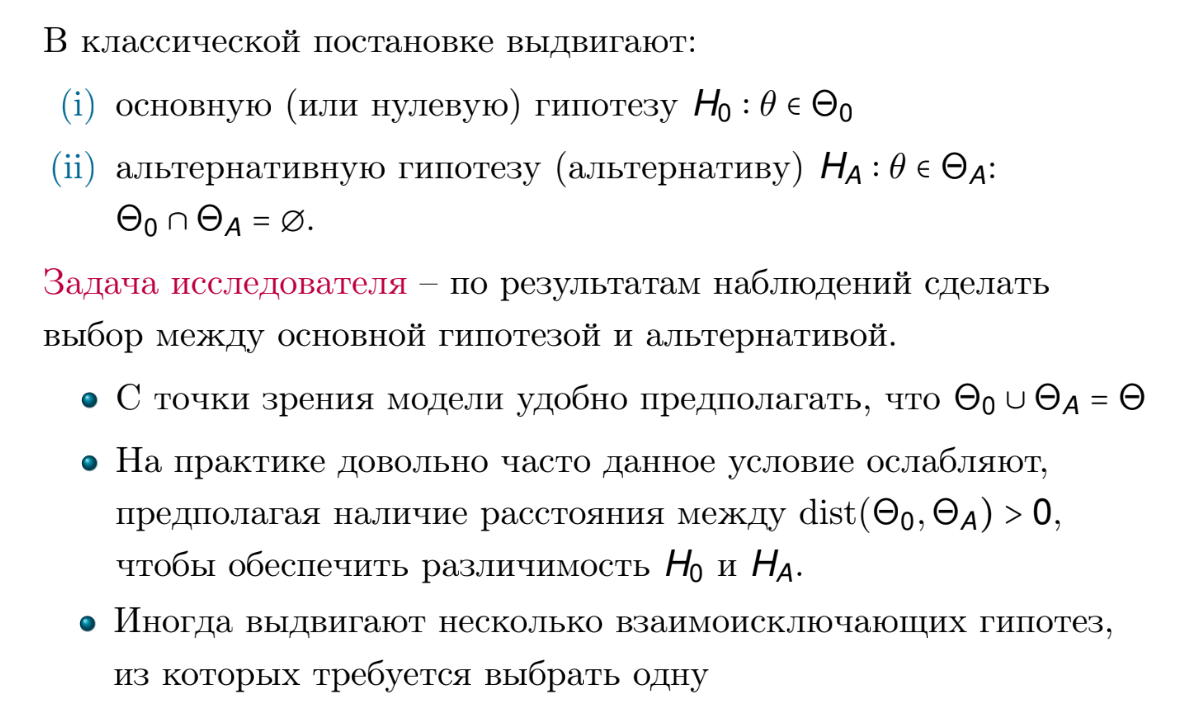 В классической постановке выдвигают:
(i) основную (или нулевую) гипотезу H₀ : θ ∈ Θ₀
(ii) альтернативную гипотезу (альтернативу) H_A : θ ∈ Θ_A:
Θ₀ ∩ Θ_A = ∅.
Задача исследователя – по результатам наблюдений сделать
выбор между основной гипотезой и альтернативой.
• С точки зрения модели удобно предполагать, что Θ₀ ∪ Θ_A = Θ
• На практике довольно часто данное условие ослабляют,
предполагая наличие расстояния между dist(Θ₀, Θ_A) > 0,
чтобы обеспечить различимость H₀ и H_A.
• Иногда выдвигают несколько взаимоисключающих гипотез,
из которых требуется выбрать одну